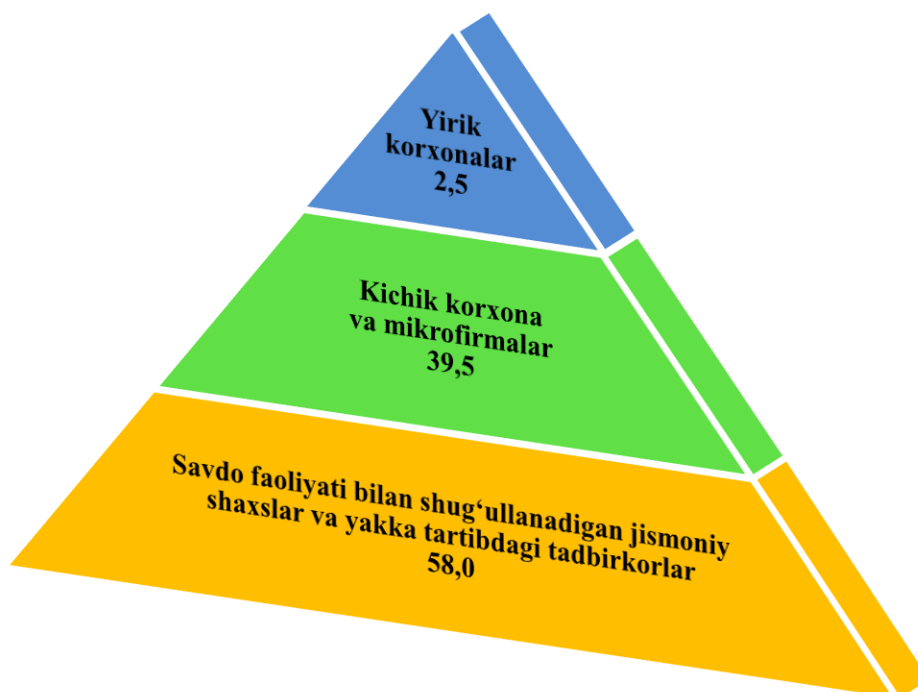 Yirik
korxonalar
2,5
Kichik korxona
va mikrofirmalar
39,5
Savdo faoliyati bilan shug‘ullanadigan jismoniy
shaxslar va yakka tartibdagi tadbirkorlar
58,0